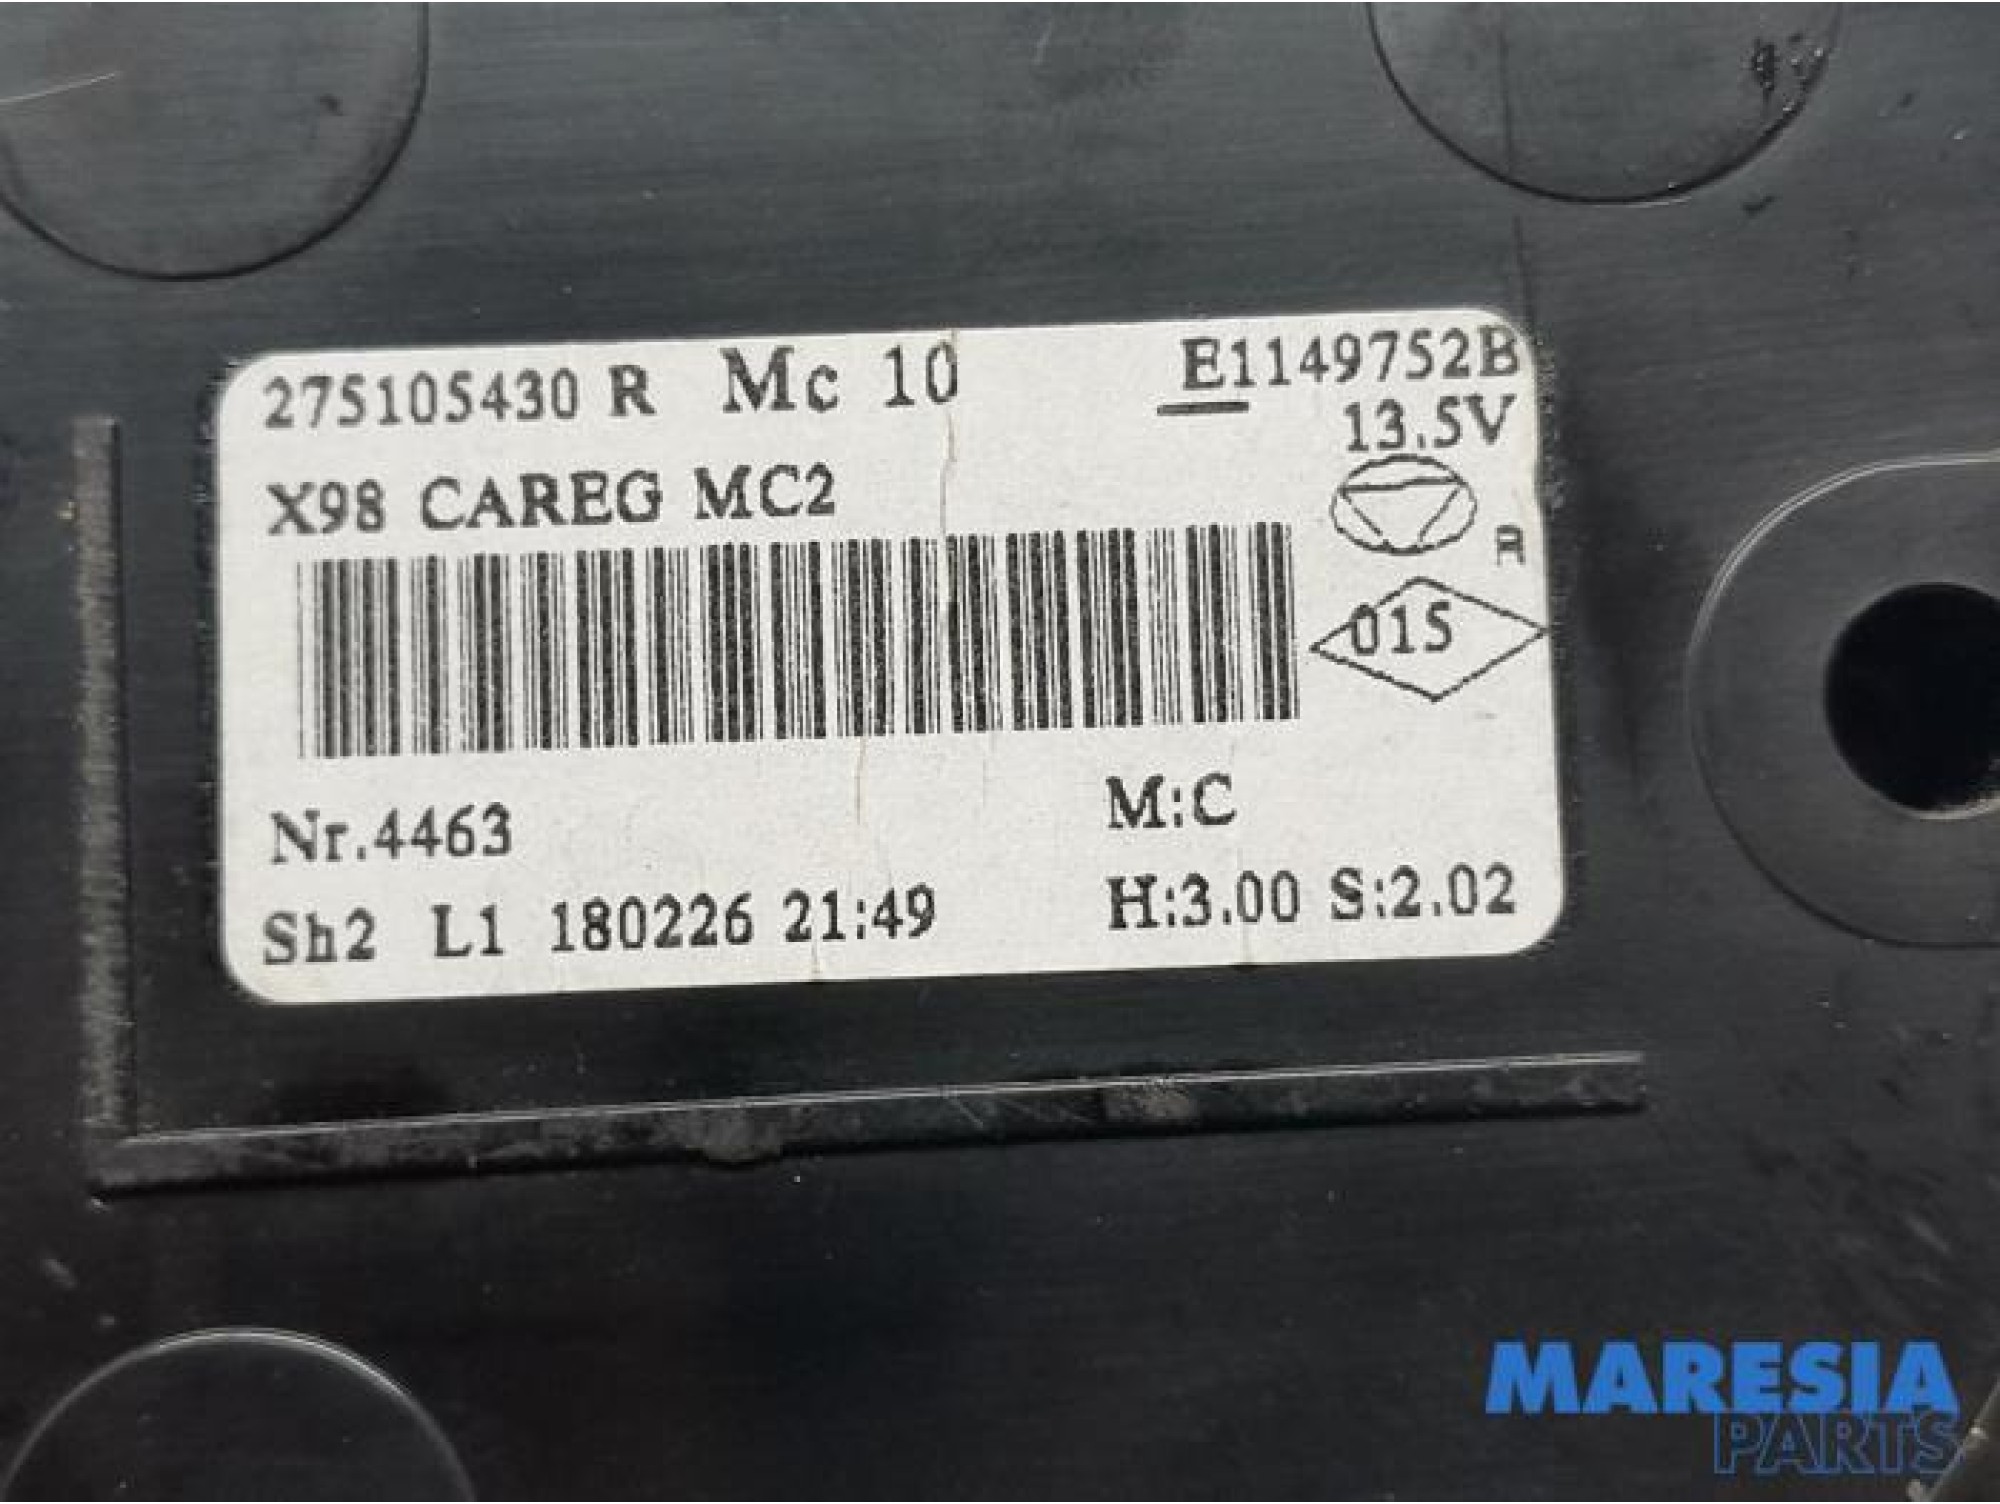 275105430 R Mc 10 E1149752B
13.5V
X98 CAREG MC2
R
015
Nr.4463 M:C
Sh2 L1 180226 21:49 H:3.00 S:2.02
MARESIA
PARTS